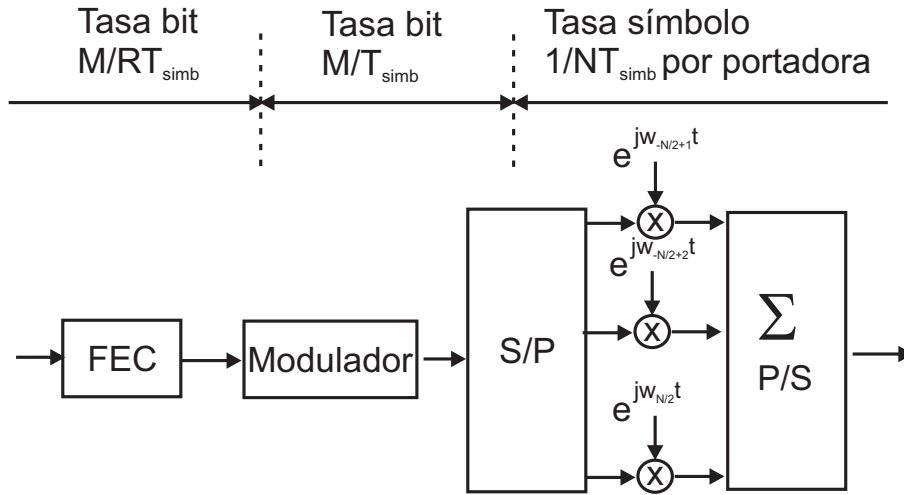 Tasa bit
M/RT_simb
Tasa bit
M/T_simb
Tasa símbolo
1/NT_simb por portadora
e^jw_-N/2+1 t
X
e^jw_-N/2+2 t
X
FEC
Modulador
S/P
Σ
P/S
e^jw_N/2 t
X